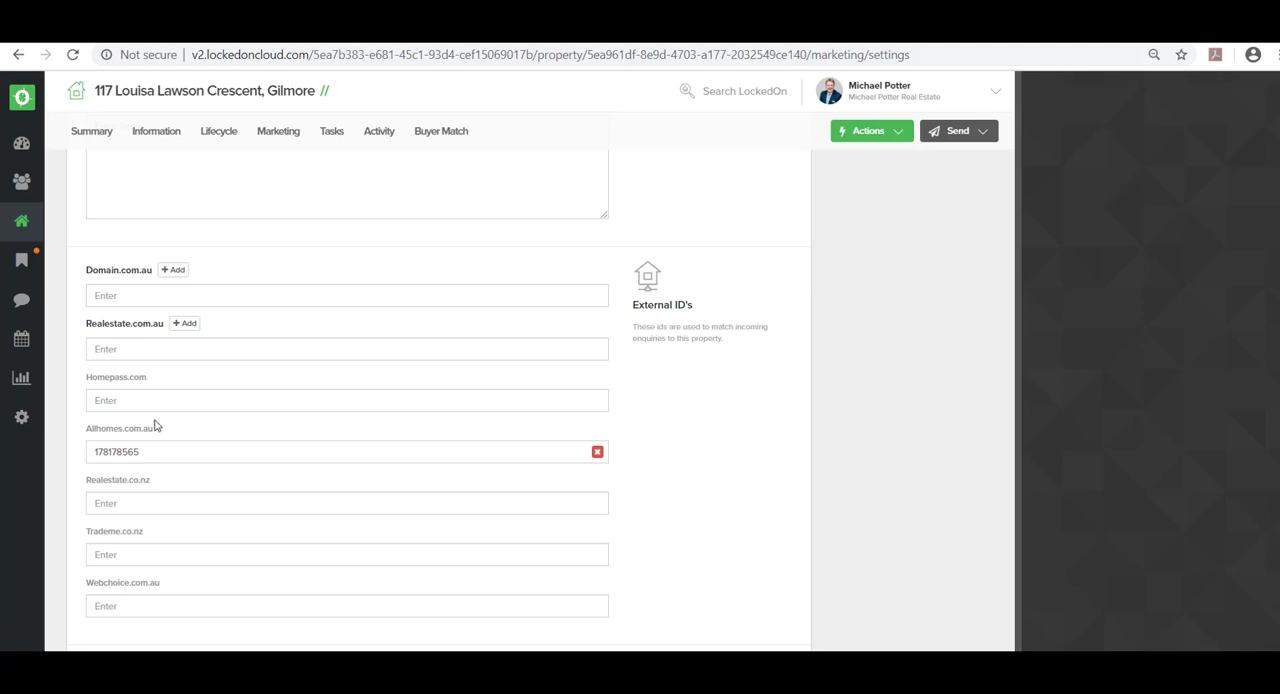 Not secure
v2.lockedoncloud.com/5ea7b383-e681-45c1-93d4-cef15069017b/property/5ea961df-8e9d-4703-a177-2032549ce140/marketing/settings
117 Louisa Lawson Crescent, Gilmore //
Search LockedOn
Michael Potter
Michael Potter Real Estate
Summary Information Lifecycle Marketing Tasks Activity Buyer Match
Actions
Send
Domain.com.au + Add
Enter
Realestate.com.au + Add
Enter
Homepass.com
Enter
Allhomes.com.au
178178565
Realestate.co.nz
Enter
Trademe.co.nz
Enter
Webchoice.com.au
Enter
External ID's
These ids are used to match incoming
enquiries to this property.